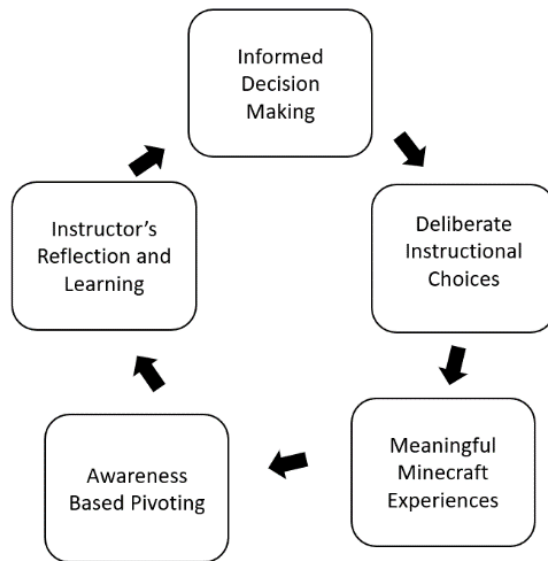 Informed
Decision
Making
Deliberate
Instructional
Choices
Meaningful
Minecraft
Experiences
Awareness
Based Pivoting
Instructor’s
Reflection and
Learning